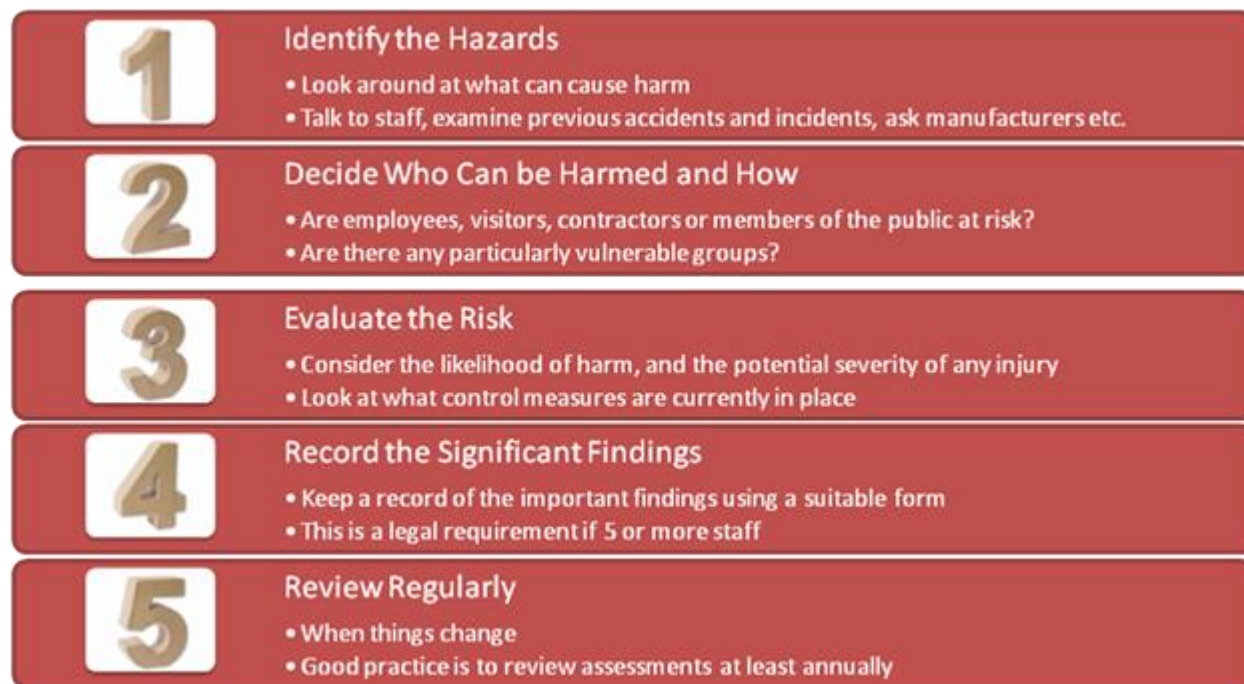 1
Identify the Hazards
• Look around at what can cause harm
• Talk to staff, examine previous accidents and incidents, ask manufacturers etc.
2
Decide Who Can be Harmed and How
• Are employees, visitors, contractors or members of the public at risk?
• Are there any particularly vulnerable groups?
3
Evaluate the Risk
• Consider the likelihood of harm, and the potential severity of any injury
• Look at what control measures are currently in place
4
Record the Significant Findings
• Keep a record of the important findings using a suitable form
• This is a legal requirement if 5 or more staff
5
Review Regularly
• When things change
• Good practice is to review assessments at least annually